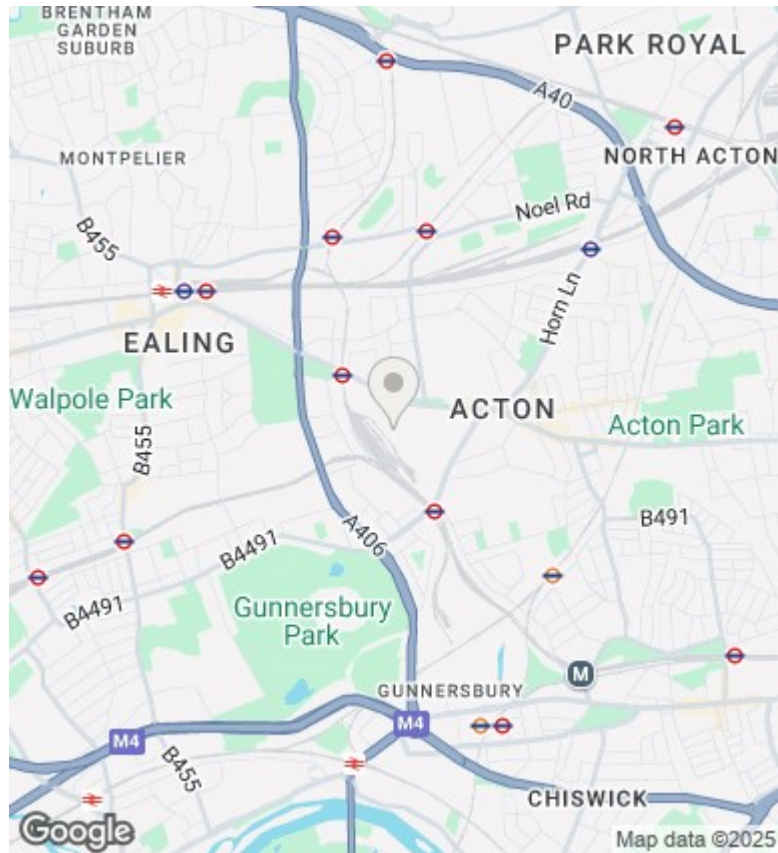 BRENTHAM
GARDEN
SUBURB
PARK ROYAL
A40
MONTPELIER
NORTH ACTON
Noel Rd
B455
Horn Ln
EALING
Walpole Park
ACTON
Acton Park
B455
B491
A406
B4491
B4491
Gunnersbury
Park
M
GUNNERSBURY
M4
M4
B455
CHISWICK
Google
Map data ©2025